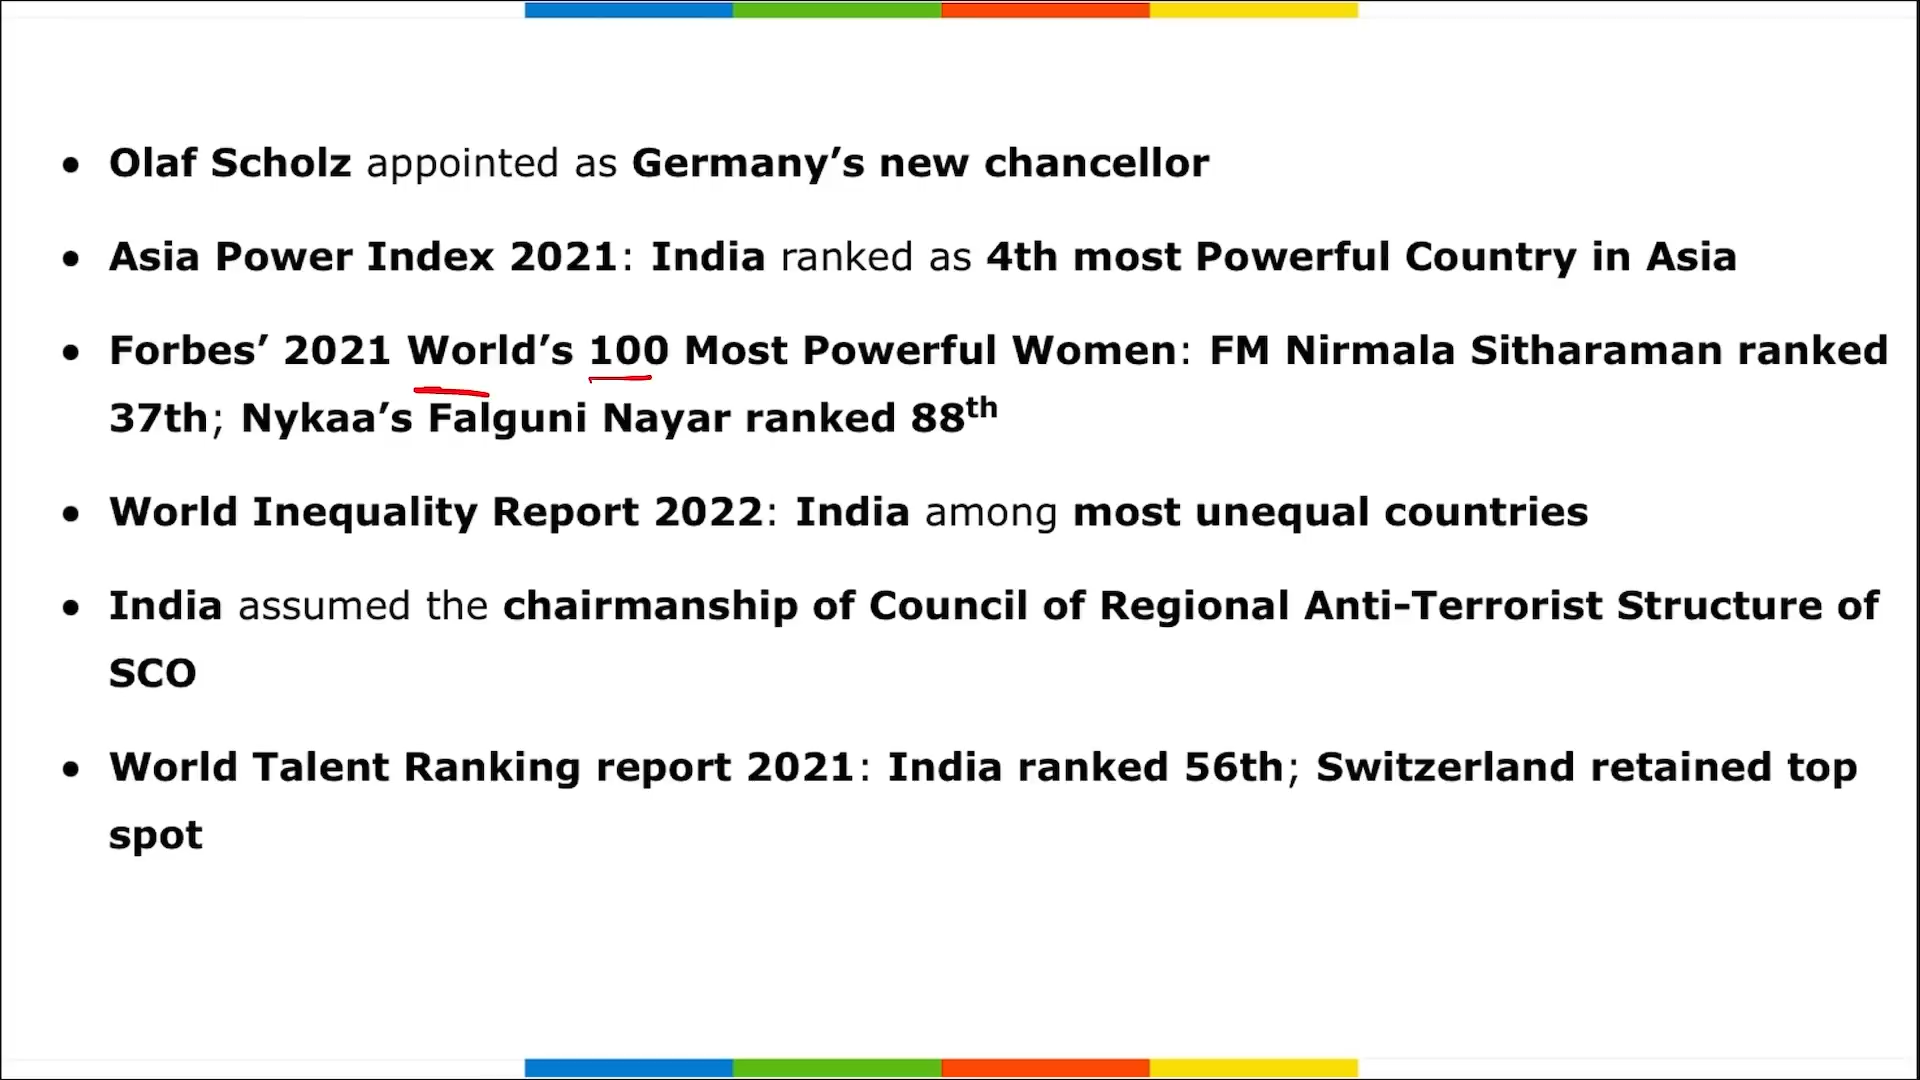 • Olaf Scholz appointed as Germany’s new chancellor
• Asia Power Index 2021: India ranked as 4th most Powerful Country in Asia
• Forbes’ 2021 World’s 100 Most Powerful Women: FM Nirmala Sitharaman ranked
37th; Nykaa’s Falguni Nayar ranked 88th
• World Inequality Report 2022: India among most unequal countries
• India assumed the chairmanship of Council of Regional Anti-Terrorist Structure of
SCO
• World Talent Ranking report 2021: India ranked 56th; Switzerland retained top
spot